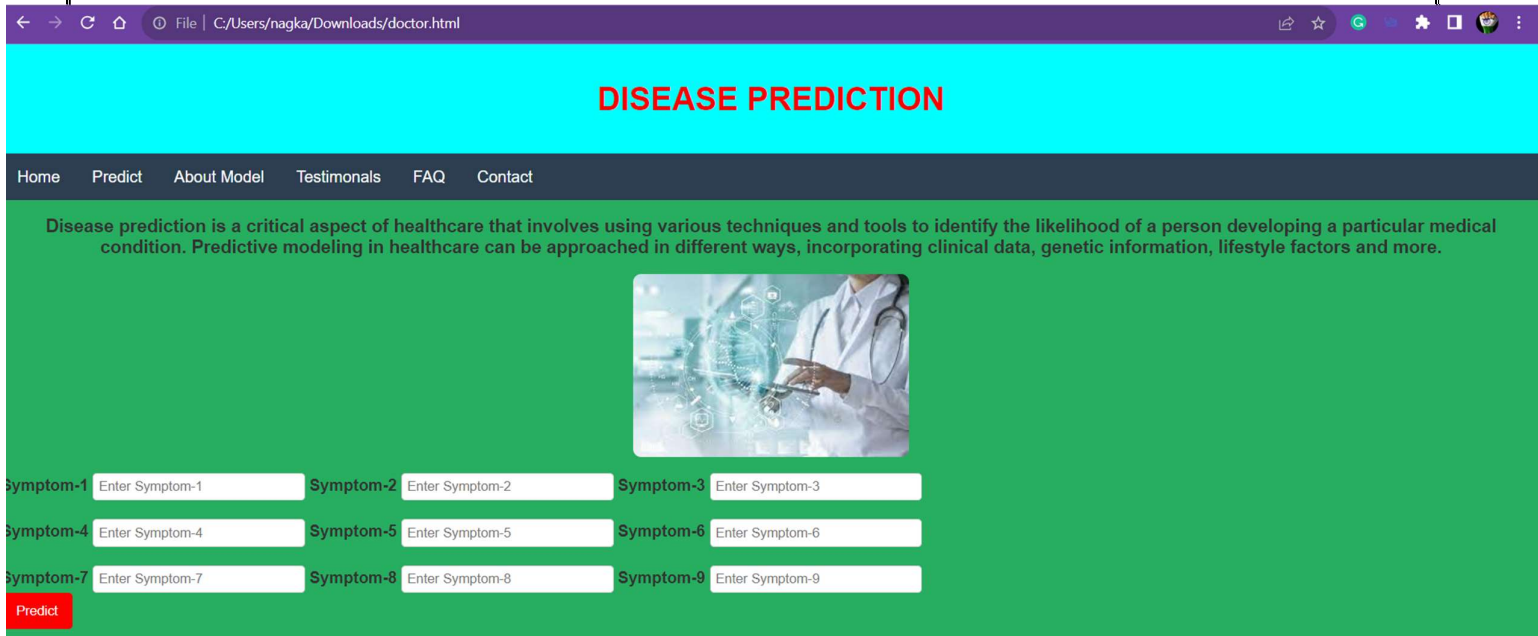 File | C:/Users/nagka/Downloads/doctor.html
DISEASE PREDICTION
Home Predict About Model Testimonals FAQ Contact
Disease prediction is a critical aspect of healthcare that involves using various techniques and tools to identify the likelihood of a person developing a particular medical
condition. Predictive modeling in healthcare can be approached in different ways, incorporating clinical data, genetic information, lifestyle factors and more.
Symptom-1 Enter Symptom-1 Symptom-2 Enter Symptom-2 Symptom-3 Enter Symptom-3
Symptom-4 Enter Symptom-4 Symptom-5 Enter Symptom-5 Symptom-6 Enter Symptom-6
Symptom-7 Enter Symptom-7 Symptom-8 Enter Symptom-8 Symptom-9 Enter Symptom-9
Predict